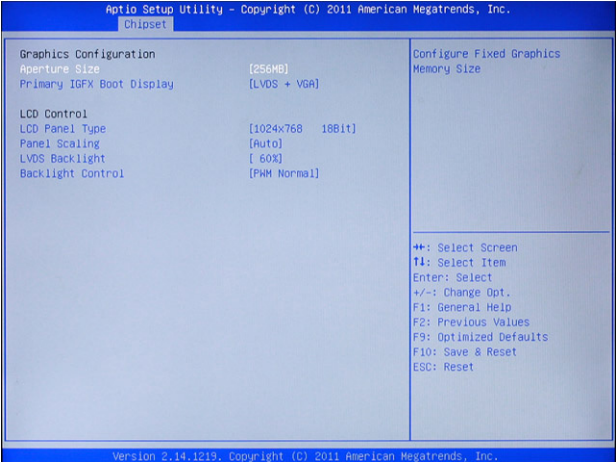 Aptio Setup Utility - Copyright (C) 2011 American Megatrends, Inc.
Chipset
Graphics Configuration
Aperture Size [256MB]
Primary IGFX Boot Display [LVDS + VGA]
LCD Control
LCD Panel Type [1024x768 18Bit]
Panel Scaling [Auto]
LVDS Backlight [ 60%]
Backlight Control [PWM Normal]
Configure Fixed Graphics
Memory Size
→←: Select Screen
↑↓: Select Item
Enter: Select
+/-: Change Opt.
F1: General Help
F2: Previous Values
F9: Optimized Defaults
F10: Save & Reset
ESC: Reset
Version 2.14.1219. Copyright (C) 2011 American Megatrends, Inc.